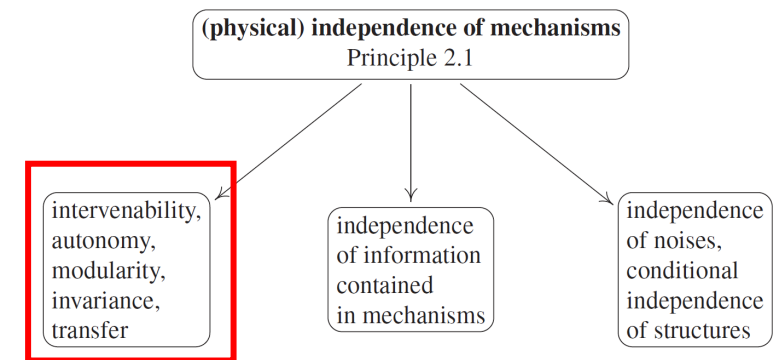 (physical) independence of mechanisms
Principle 2.1
intervenability,
autonomy,
modularity,
invariance,
transfer
independence
of information
contained
in mechanisms
independence
of noises,
conditional
independence
of structures